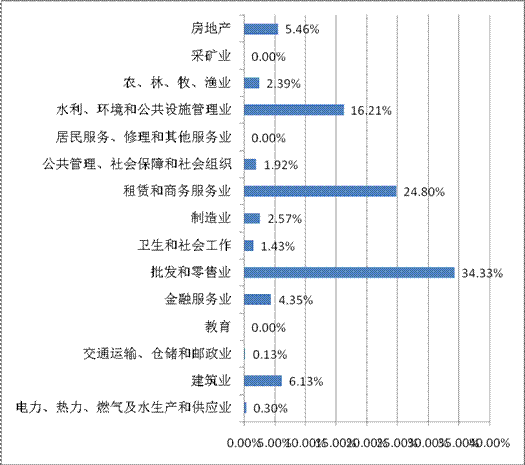 房地产 5.46%
采矿业 0.00%
农、林、牧、渔业 2.39%
水利、环境和公共设施管理业 16.21%
居民服务、修理和其他服务业 0.00%
公共管理、社会保障和社会组织 1.92%
租赁和商务服务业 24.80%
制造业 2.57%
卫生和社会工作 1.43%
批发和零售业 34.33%
金融服务业 4.35%
教育 0.00%
交通运输、仓储和邮政业 0.13%
建筑业 6.13%
电力、热力、燃气及水生产和供应业 0.30%
0.00% 5.00% 10.00% 15.00% 20.00% 25.00% 30.00% 35.00% 40.00%